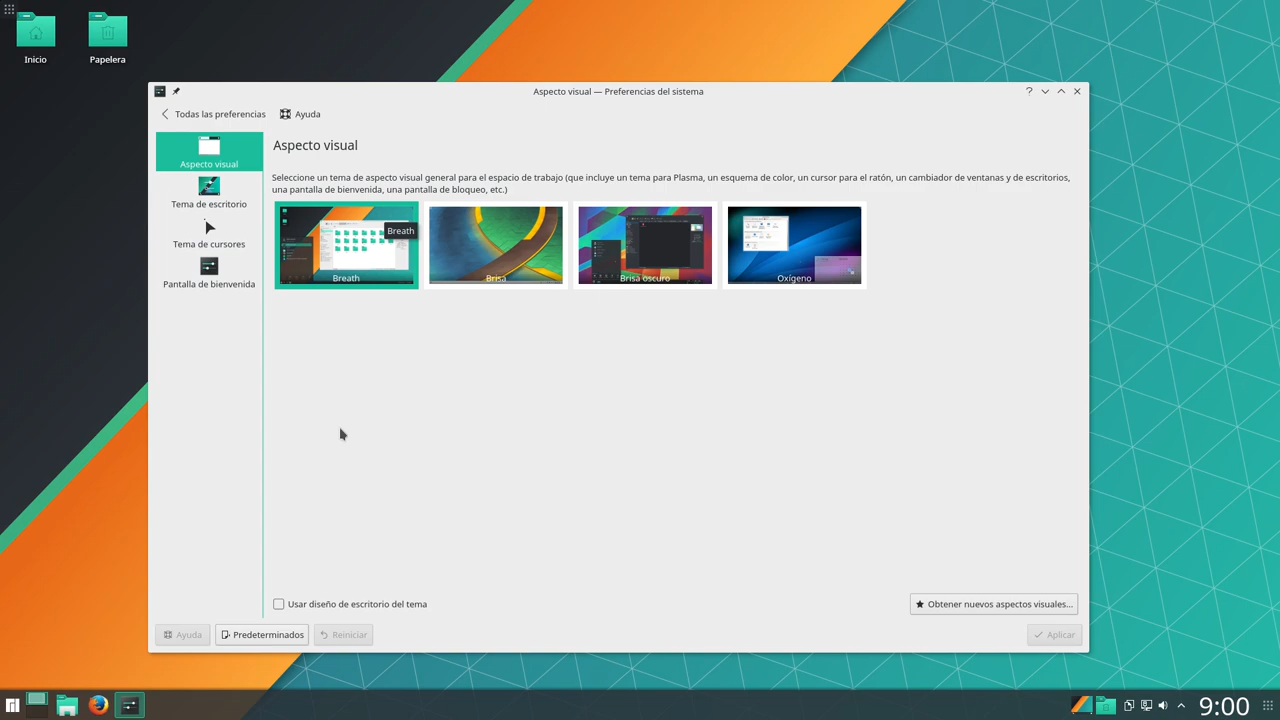 Inicio
Papelera
Aspecto visual — Preferencias del sistema
Todas las preferencias
Ayuda
Aspecto visual
Tema de escritorio
Tema de cursores
Pantalla de bienvenida
Aspecto visual
Seleccione un tema de aspecto visual general para el espacio de trabajo (que incluye un tema para Plasma, un esquema de color, un cursor para el ratón, un cambiador de ventanas y de escritorios,
una pantalla de bienvenida, una pantalla de bloqueo, etc.)
Breath
Breath
Brisa
Brisa oscuro
Oxígeno
Usar diseño de escritorio del tema
Obtener nuevos aspectos visuales...
Ayuda
Predeterminados
Reiniciar
Aplicar
9:00